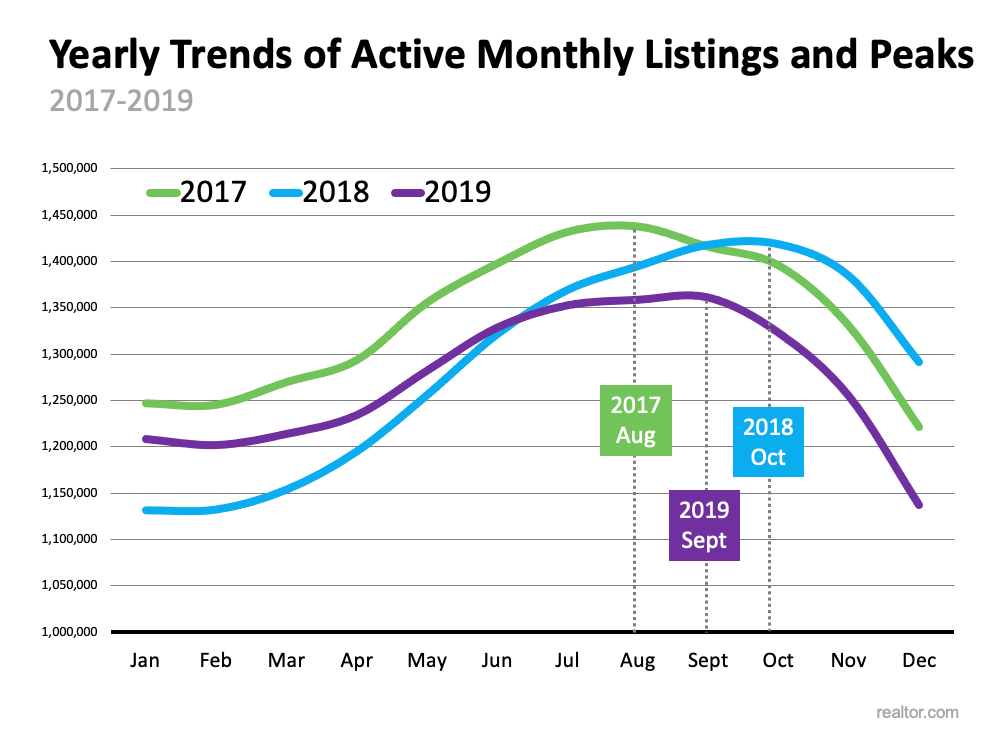 Yearly Trends of Active Monthly Listings and Peaks
2017-2019
1,500,000
2017 2018 2019
1,450,000
1,400,000
1,350,000
1,300,000
1,250,000
1,200,000
1,150,000
1,100,000
1,050,000
1,000,000
2017
Aug
2018
Oct
2019
Sept
Jan Feb Mar Apr May Jun Jul Aug Sept Oct Nov Dec
realtor.com